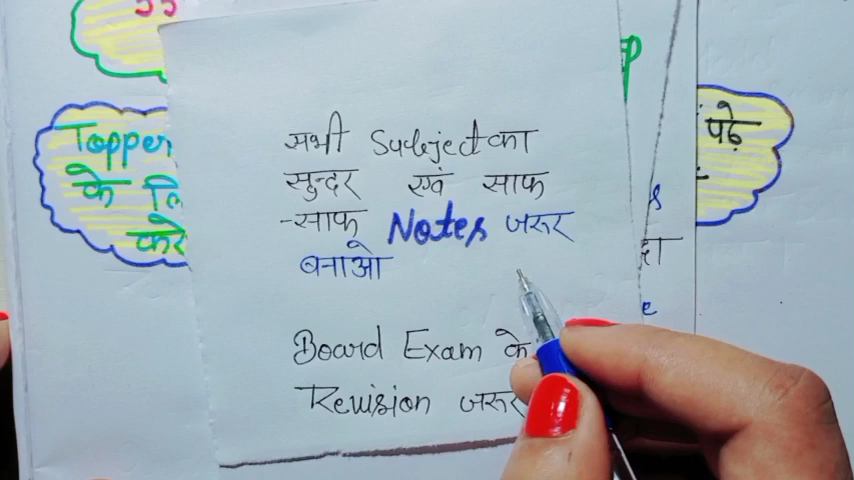 सभी Subject का
सुन्दर एवं साफ
-साफ Notes जरूर
बनाओ
Board Exam के
Revision जरूर
Topper
के
करे
पढ़े